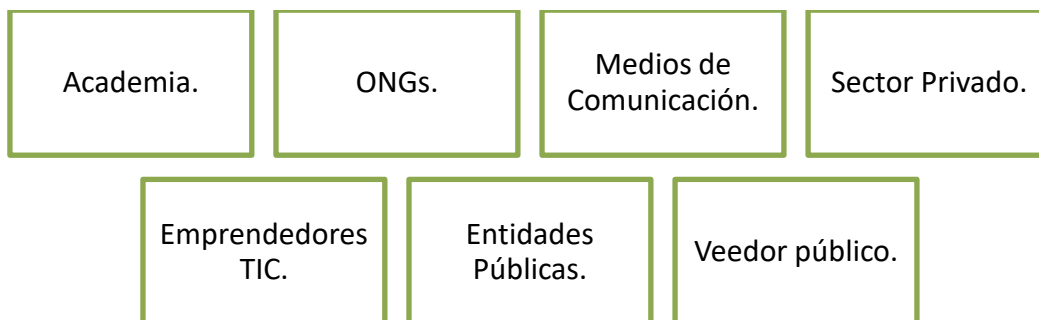 Academia.
ONGs.
Medios de
Comunicación.
Sector Privado.
Emprendedores
TIC.
Entidades
Públicas.
Veedor público.